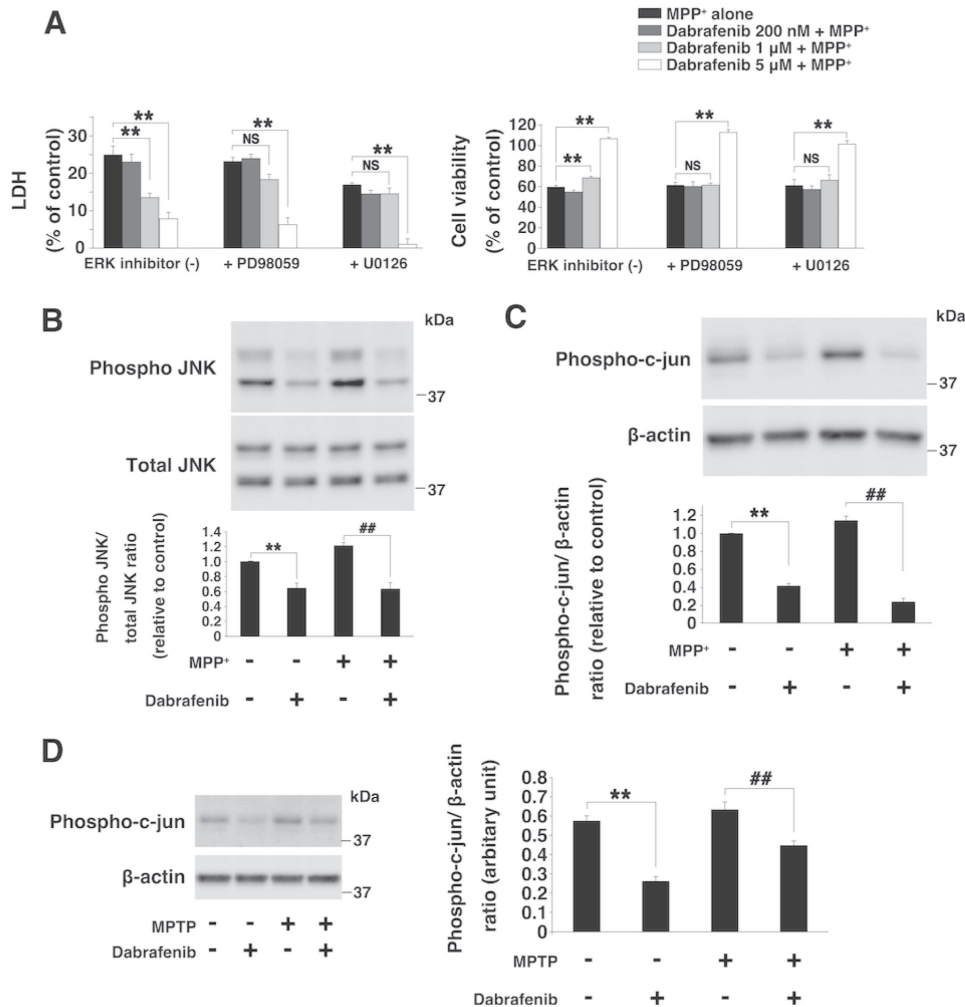 A
MPP⁺ alone
Dabrafenib 200 nM + MPP⁺
Dabrafenib 1 µM + MPP⁺
Dabrafenib 5 µM + MPP⁺
LDH
(% of control)
30
20
10
0
**
**
NS
**
NS
**
ERK inhibitor (-)
+ PD98059
+ U0126
Cell viability
(% of control)
120
100
80
60
40
20
0
**
**
NS
**
NS
**
ERK inhibitor (-)
+ PD98059
+ U0126
B
kDa
Phospho JNK
37
Total JNK
37
Phospho JNK/
total JNK ratio
(relative to control)
1.4
1.2
1.0
0.8
0.6
0.4
0.2
0
**
##
MPP⁺ - - + +
Dabrafenib - + - +
C
kDa
Phospho-c-jun
37
β-actin
37
Phospho-c-jun/ β-actin
ratio (relative to control)
1.2
1.0
0.8
0.6
0.4
0.2
0
**
##
MPP⁺ - - + +
Dabrafenib - + - +
D
kDa
Phospho-c-jun
37
β-actin
37
MPTP - - + +
Dabrafenib - + - +
Phospho-c-jun/ β-actin
ratio (arbitary unit)
0.8
0.7
0.6
0.5
0.4
0.3
0.2
0.1
0
**
##
MPTP - - + +
Dabrafenib - + - +